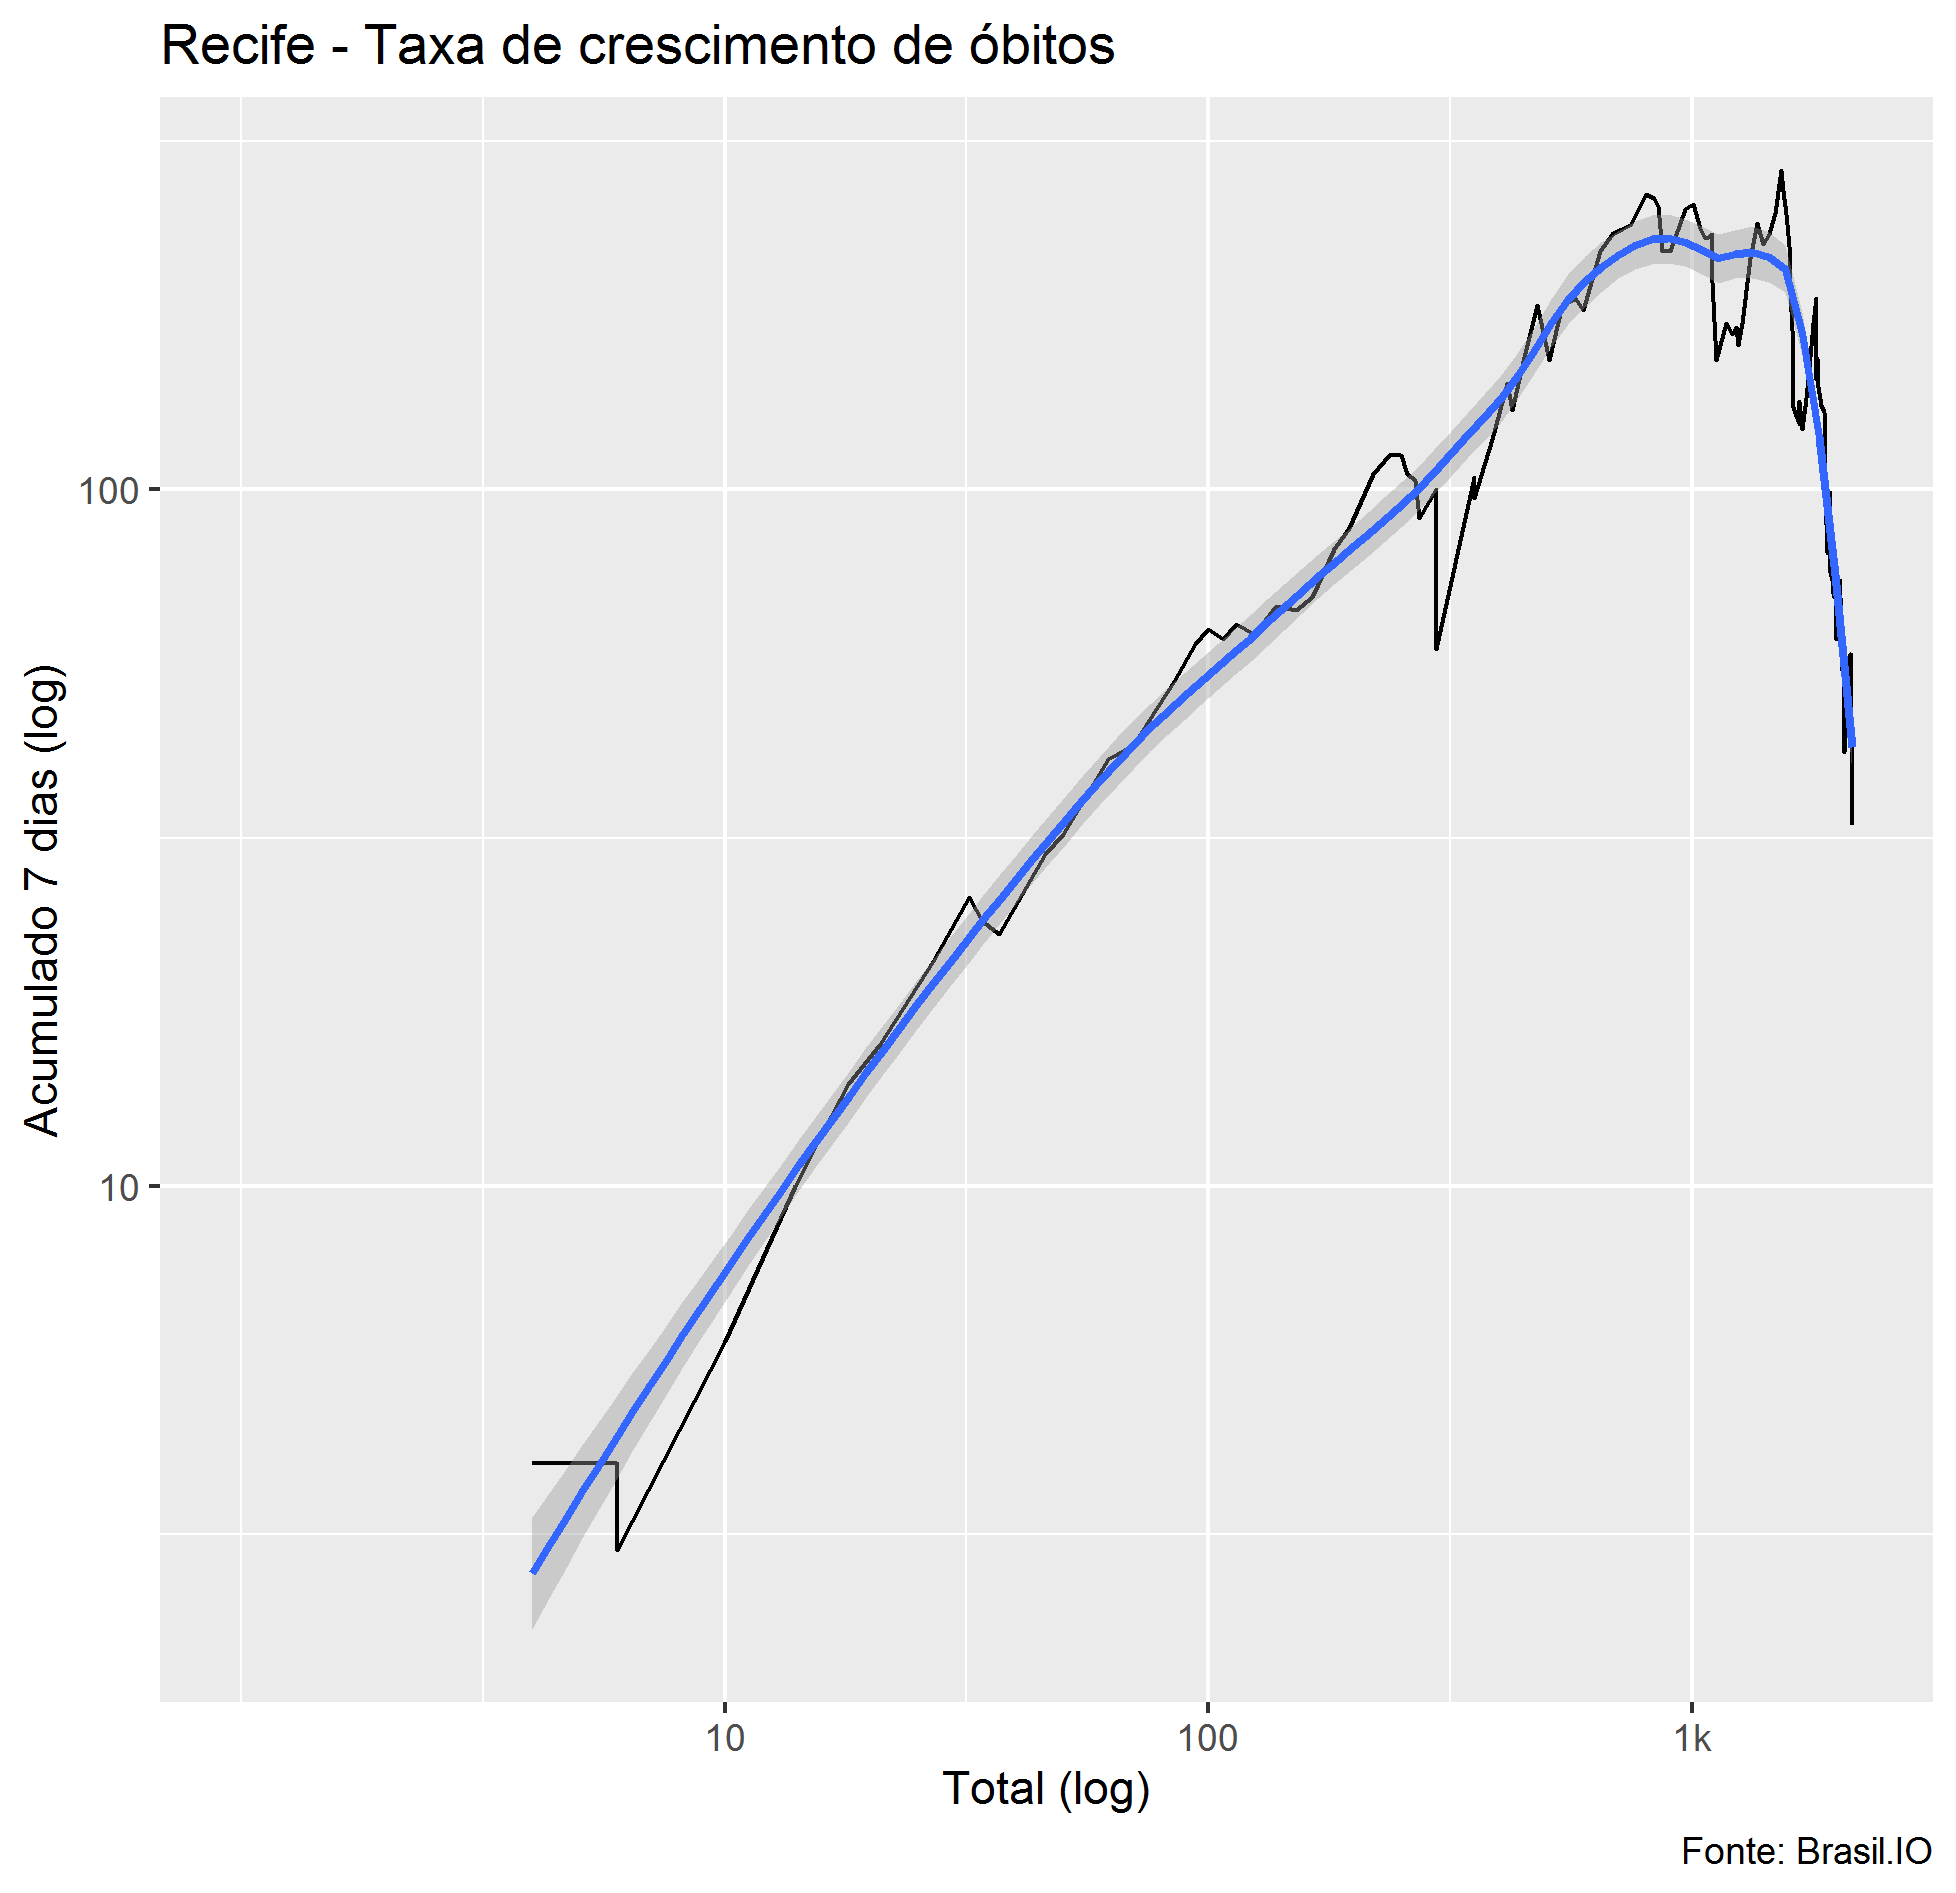 Recife - Taxa de crescimento de óbitos
Acumulado 7 dias (log)
100
10
10
100
1k
Total (log)
Fonte: Brasil.IO